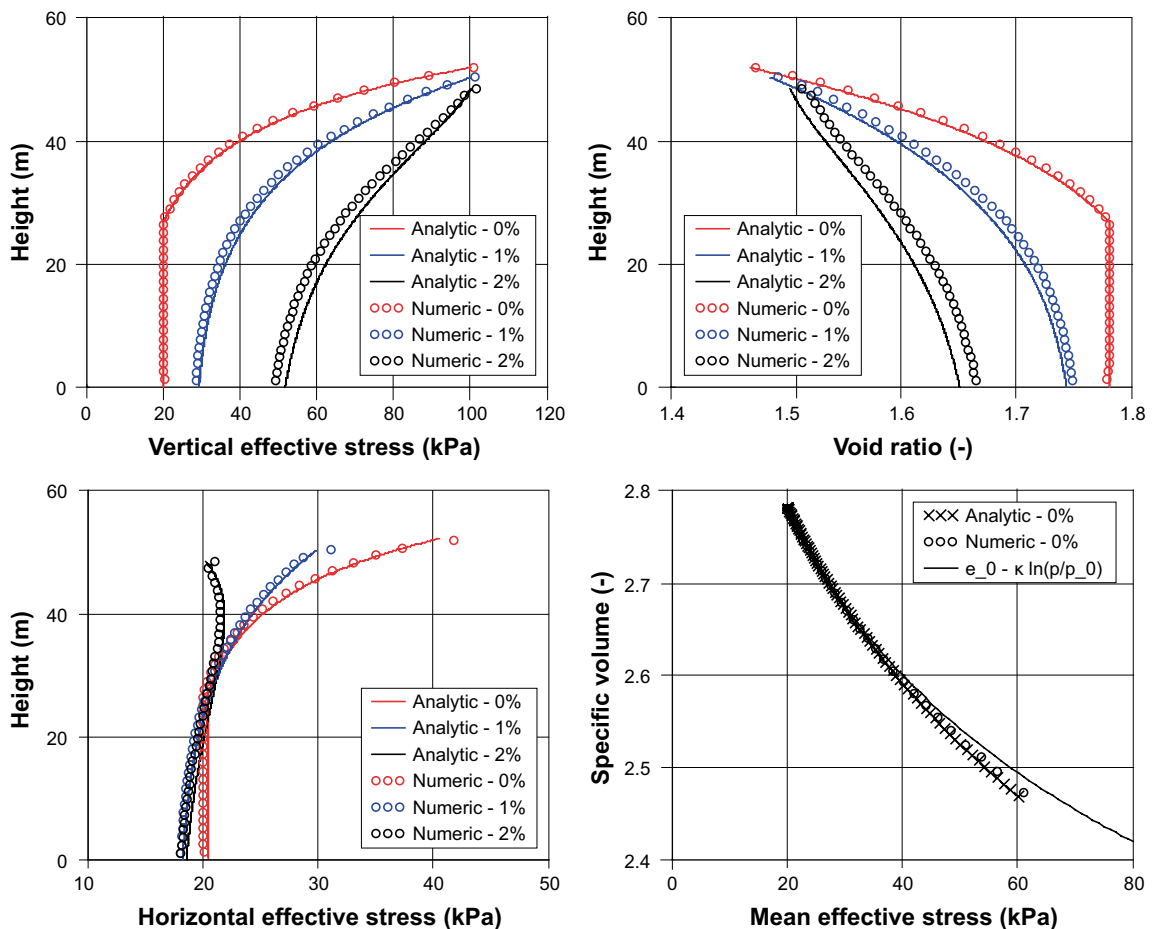 60
40
20
0
Height (m)
0 20 40 60 80 100 120
Vertical effective stress (kPa)
Analytic - 0%
Analytic - 1%
Analytic - 2%
Numeric - 0%
Numeric - 1%
Numeric - 2%
60
40
20
0
Height (m)
1.4 1.5 1.6 1.7 1.8
Void ratio (-)
Analytic - 0%
Analytic - 1%
Analytic - 2%
Numeric - 0%
Numeric - 1%
Numeric - 2%
60
40
20
0
Height (m)
10 20 30 40 50
Horizontal effective stress (kPa)
Analytic - 0%
Analytic - 1%
Analytic - 2%
Numeric - 0%
Numeric - 1%
Numeric - 2%
2.8
2.7
2.6
2.5
2.4
Specific volume (-)
0 20 40 60 80
Mean effective stress (kPa)
Analytic - 0%
Numeric - 0%
e_0 - κ ln(p/p_0)